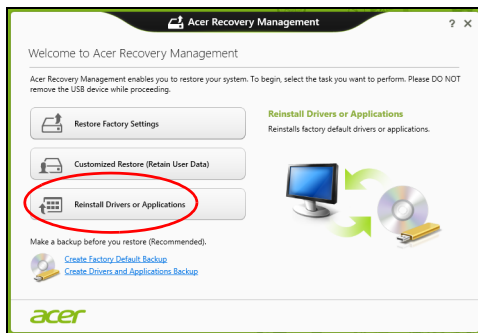 Acer Recovery Management
? X
Welcome to Acer Recovery Management
Acer Recovery Management enables you to restore your system. To begin, select the task you want to perform. Please DO NOT
remove the USB device while proceeding.
Restore Factory Settings
Customized Restore (Retain User Data)
Reinstall Drivers or Applications
Reinstall Drivers or Applications
Reinstalls factory default drivers or applications.
Make a backup before you restore (Recommended).
Create Factory Default Backup
Create Drivers and Applications Backup
acer